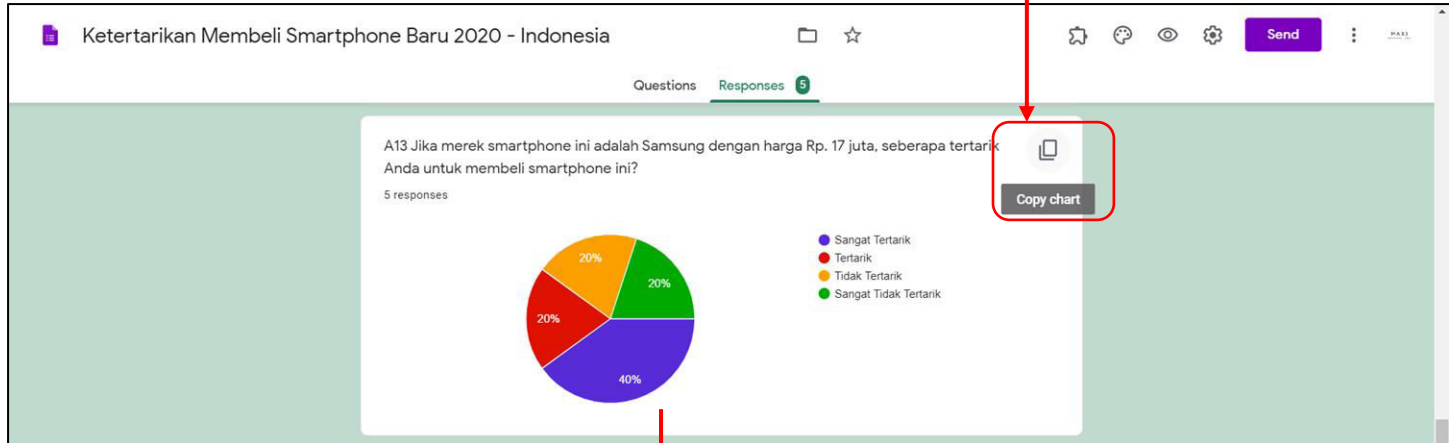 Ketertarikan Membeli Smartphone Baru 2020 - Indonesia
Send
Questions Responses 5
A13 Jika merek smartphone ini adalah Samsung dengan harga Rp. 17 juta, seberapa tertarik
Anda untuk membeli smartphone ini?
5 responses
Copy chart
Sangat Tertarik
Tertarik
Tidak Tertarik
Sangat Tidak Tertarik
20%
20%
20%
40%